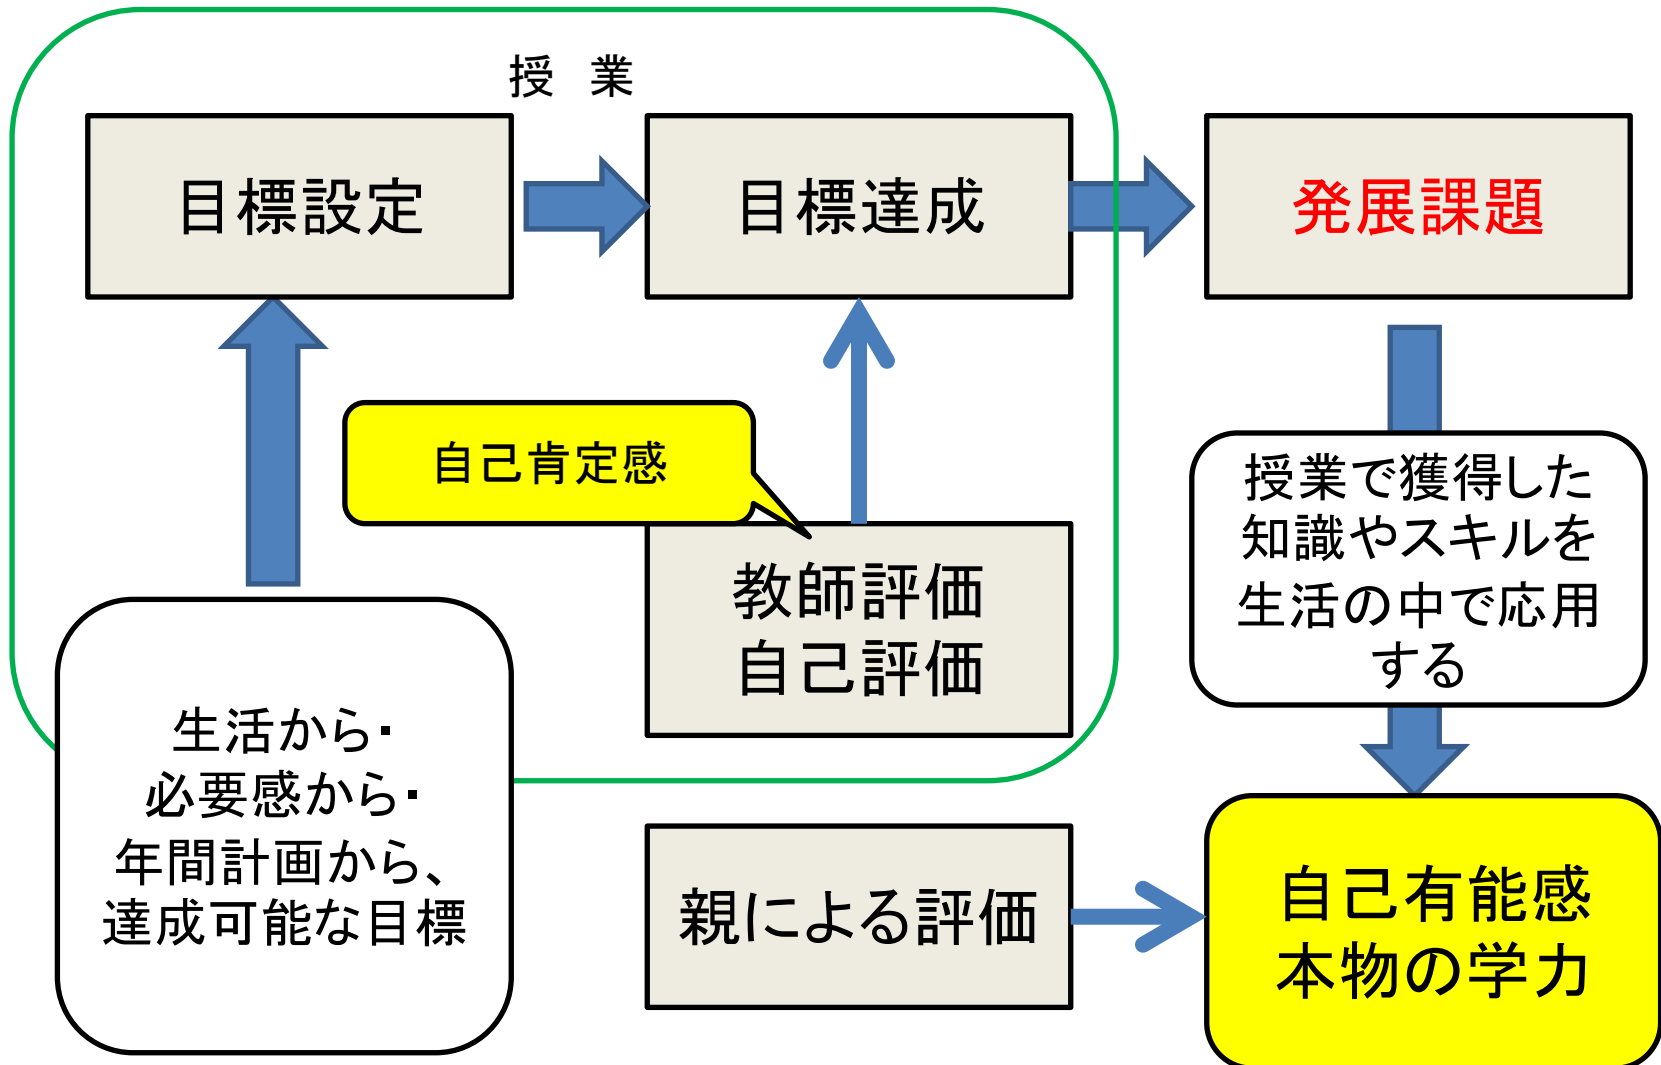 授　業
目標設定
目標達成
発展課題
自己肯定感
教師評価
自己評価
授業で獲得した
知識やスキルを
生活の中で応用
する
生活から・
必要感から・
年間計画から、
達成可能な目標
親による評価
自己有能感
本物の学力